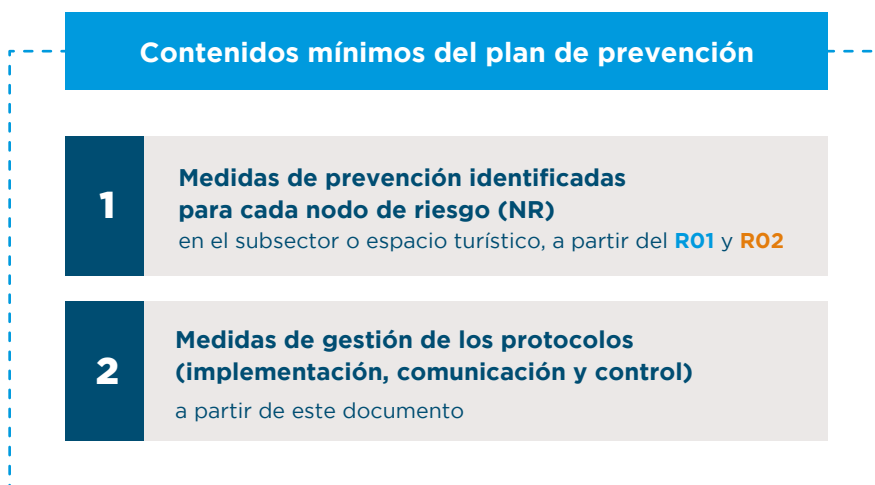 Contenidos mínimos del plan de prevención
1
Medidas de prevención identificadas
para cada nodo de riesgo (NR)
en el subsector o espacio turístico, a partir del R01 y R02
2
Medidas de gestión de los protocolos
(implementación, comunicación y control)
a partir de este documento